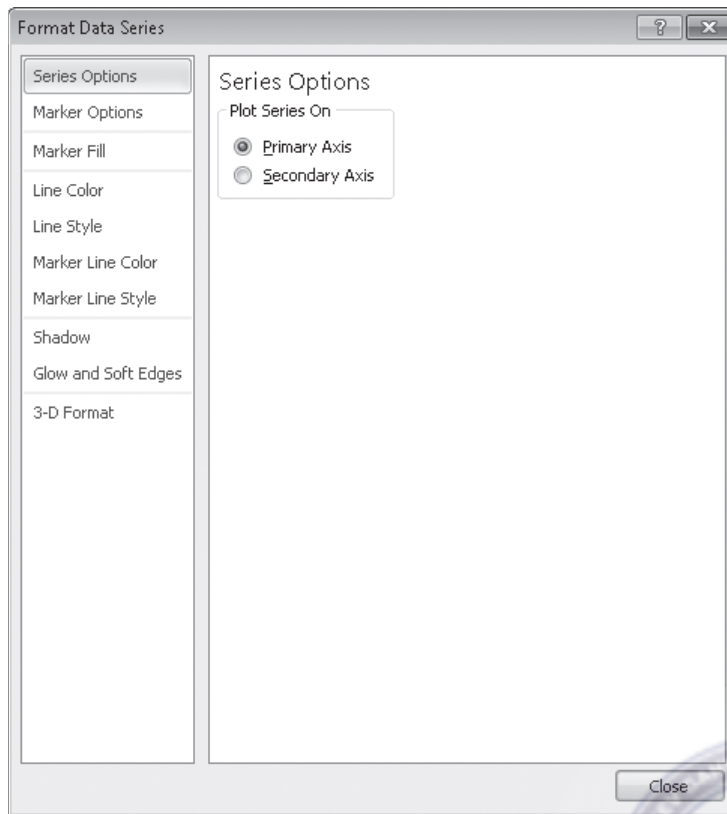 Format Data Series
?
Series Options
Marker Options
Marker Fill
Line Color
Line Style
Marker Line Color
Marker Line Style
Shadow
Glow and Soft Edges
3-D Format
Series Options
Plot Series On
Primary Axis
Secondary Axis
Close